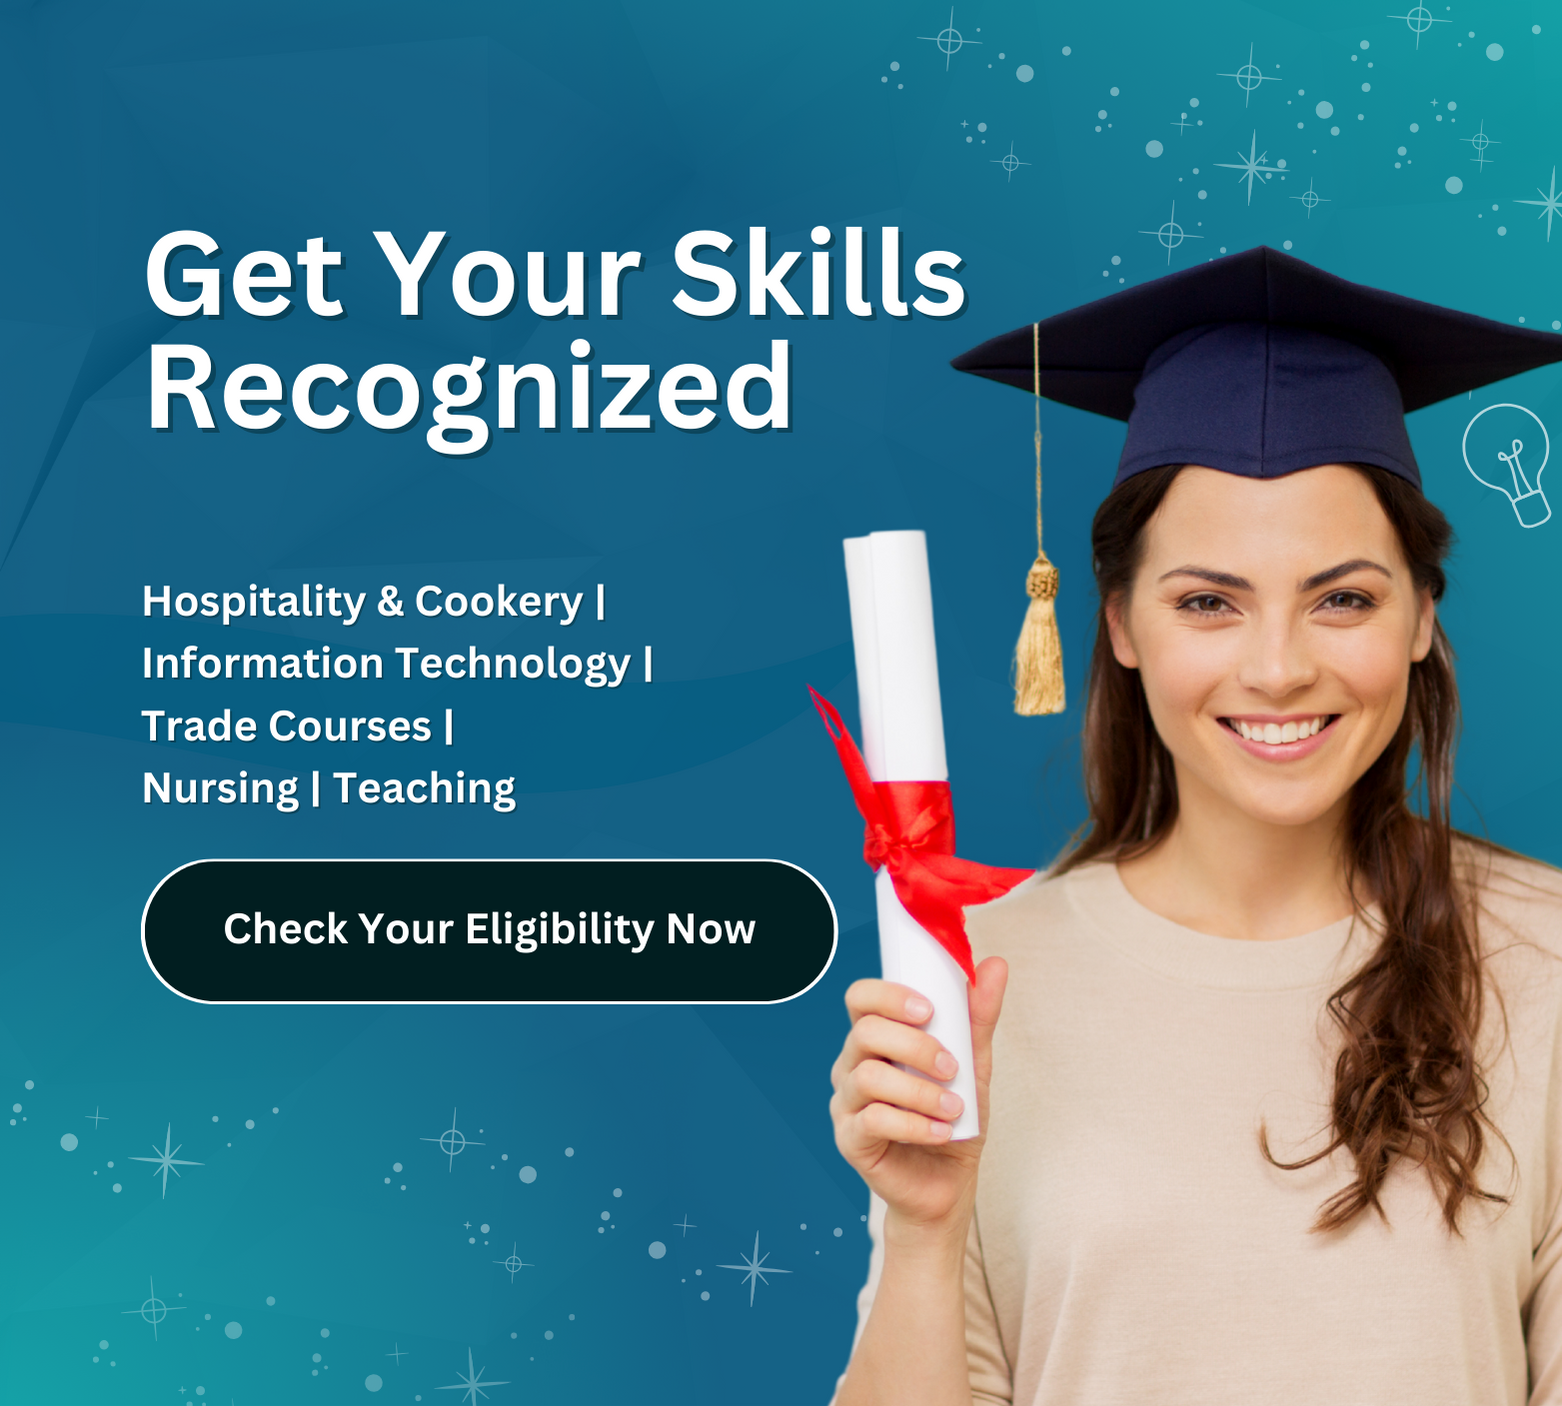 Get Your Skills
Recognized
Hospitality & Cookery |
Information Technology |
Trade Courses |
Nursing | Teaching
Check Your Eligibility Now